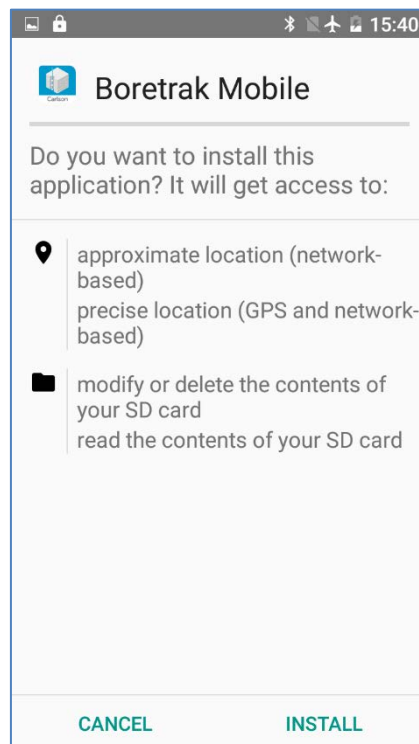 15:40
Carlson
Boretrak Mobile
Do you want to install this
application? It will get access to:
approximate location (network-
based)
precise location (GPS and network-
based)
modify or delete the contents of
your SD card
read the contents of your SD card
CANCEL INSTALL